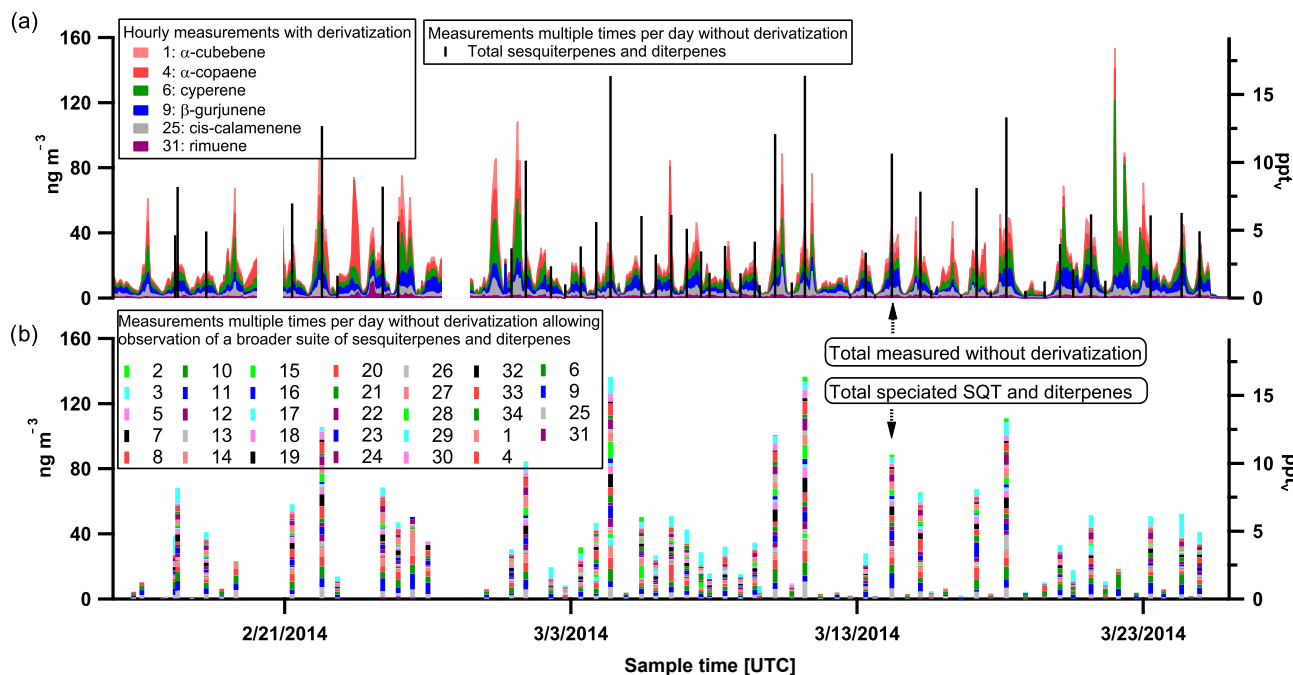 (a)
160
120
80
40
0
ng m⁻³
Hourly measurements with derivatization
1: α-cubebene
4: α-copaene
6: cyperene
9: β-gurjunene
25: cis-calamenene
31: rimuene
Measurements multiple times per day without derivatization
Total sesquiterpenes and diterpenes
15
10
5
0
pptᵥ
(b)
160
120
80
40
0
ng m⁻³
Measurements multiple times per day without derivatization allowing
observation of a broader suite of sesquiterpenes and diterpenes
2 10 15 20 26 32 6
3 11 16 21 27 33 9
5 12 17 22 28 34 25
7 13 18 23 29 1 31
8 14 19 24 30 4
Total measured without derivatization
Total speciated SQT and diterpenes
15
10
5
0
pptᵥ
2/21/2014 3/3/2014 3/13/2014 3/23/2014
Sample time [UTC]